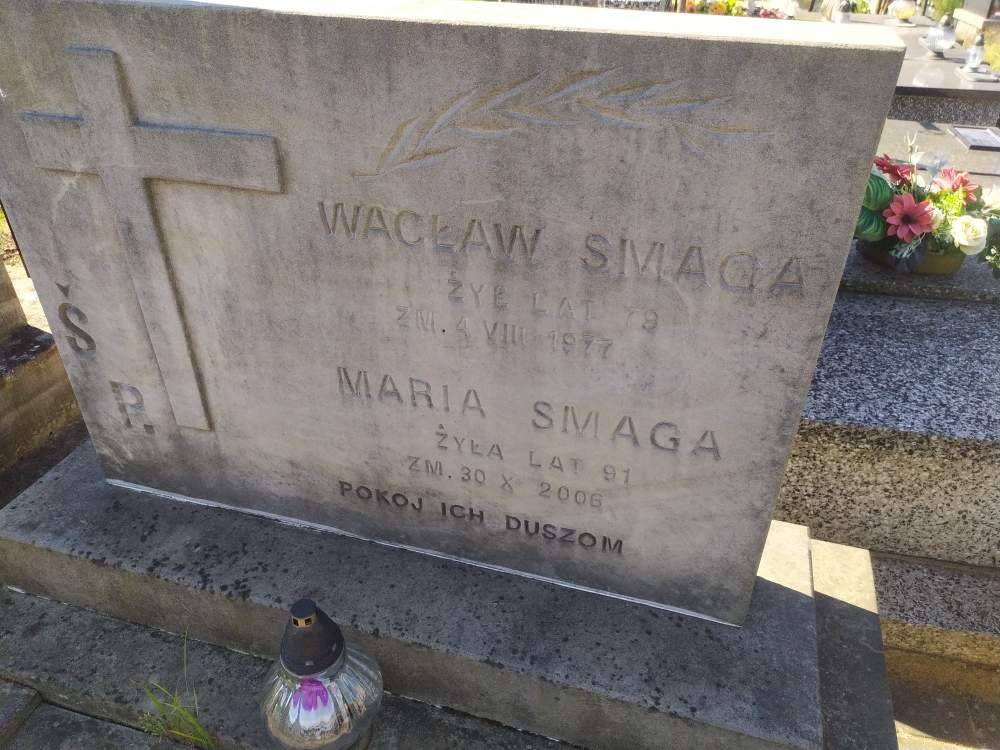 Ś
P.
WACŁAW SMAGA
ŻYŁ LAT 79
ZM. 4 VIII 1977
MARIA SMAGA
ŻYŁA LAT 91
ZM. 30 X 2006
POKOJ ICH DUSZOM